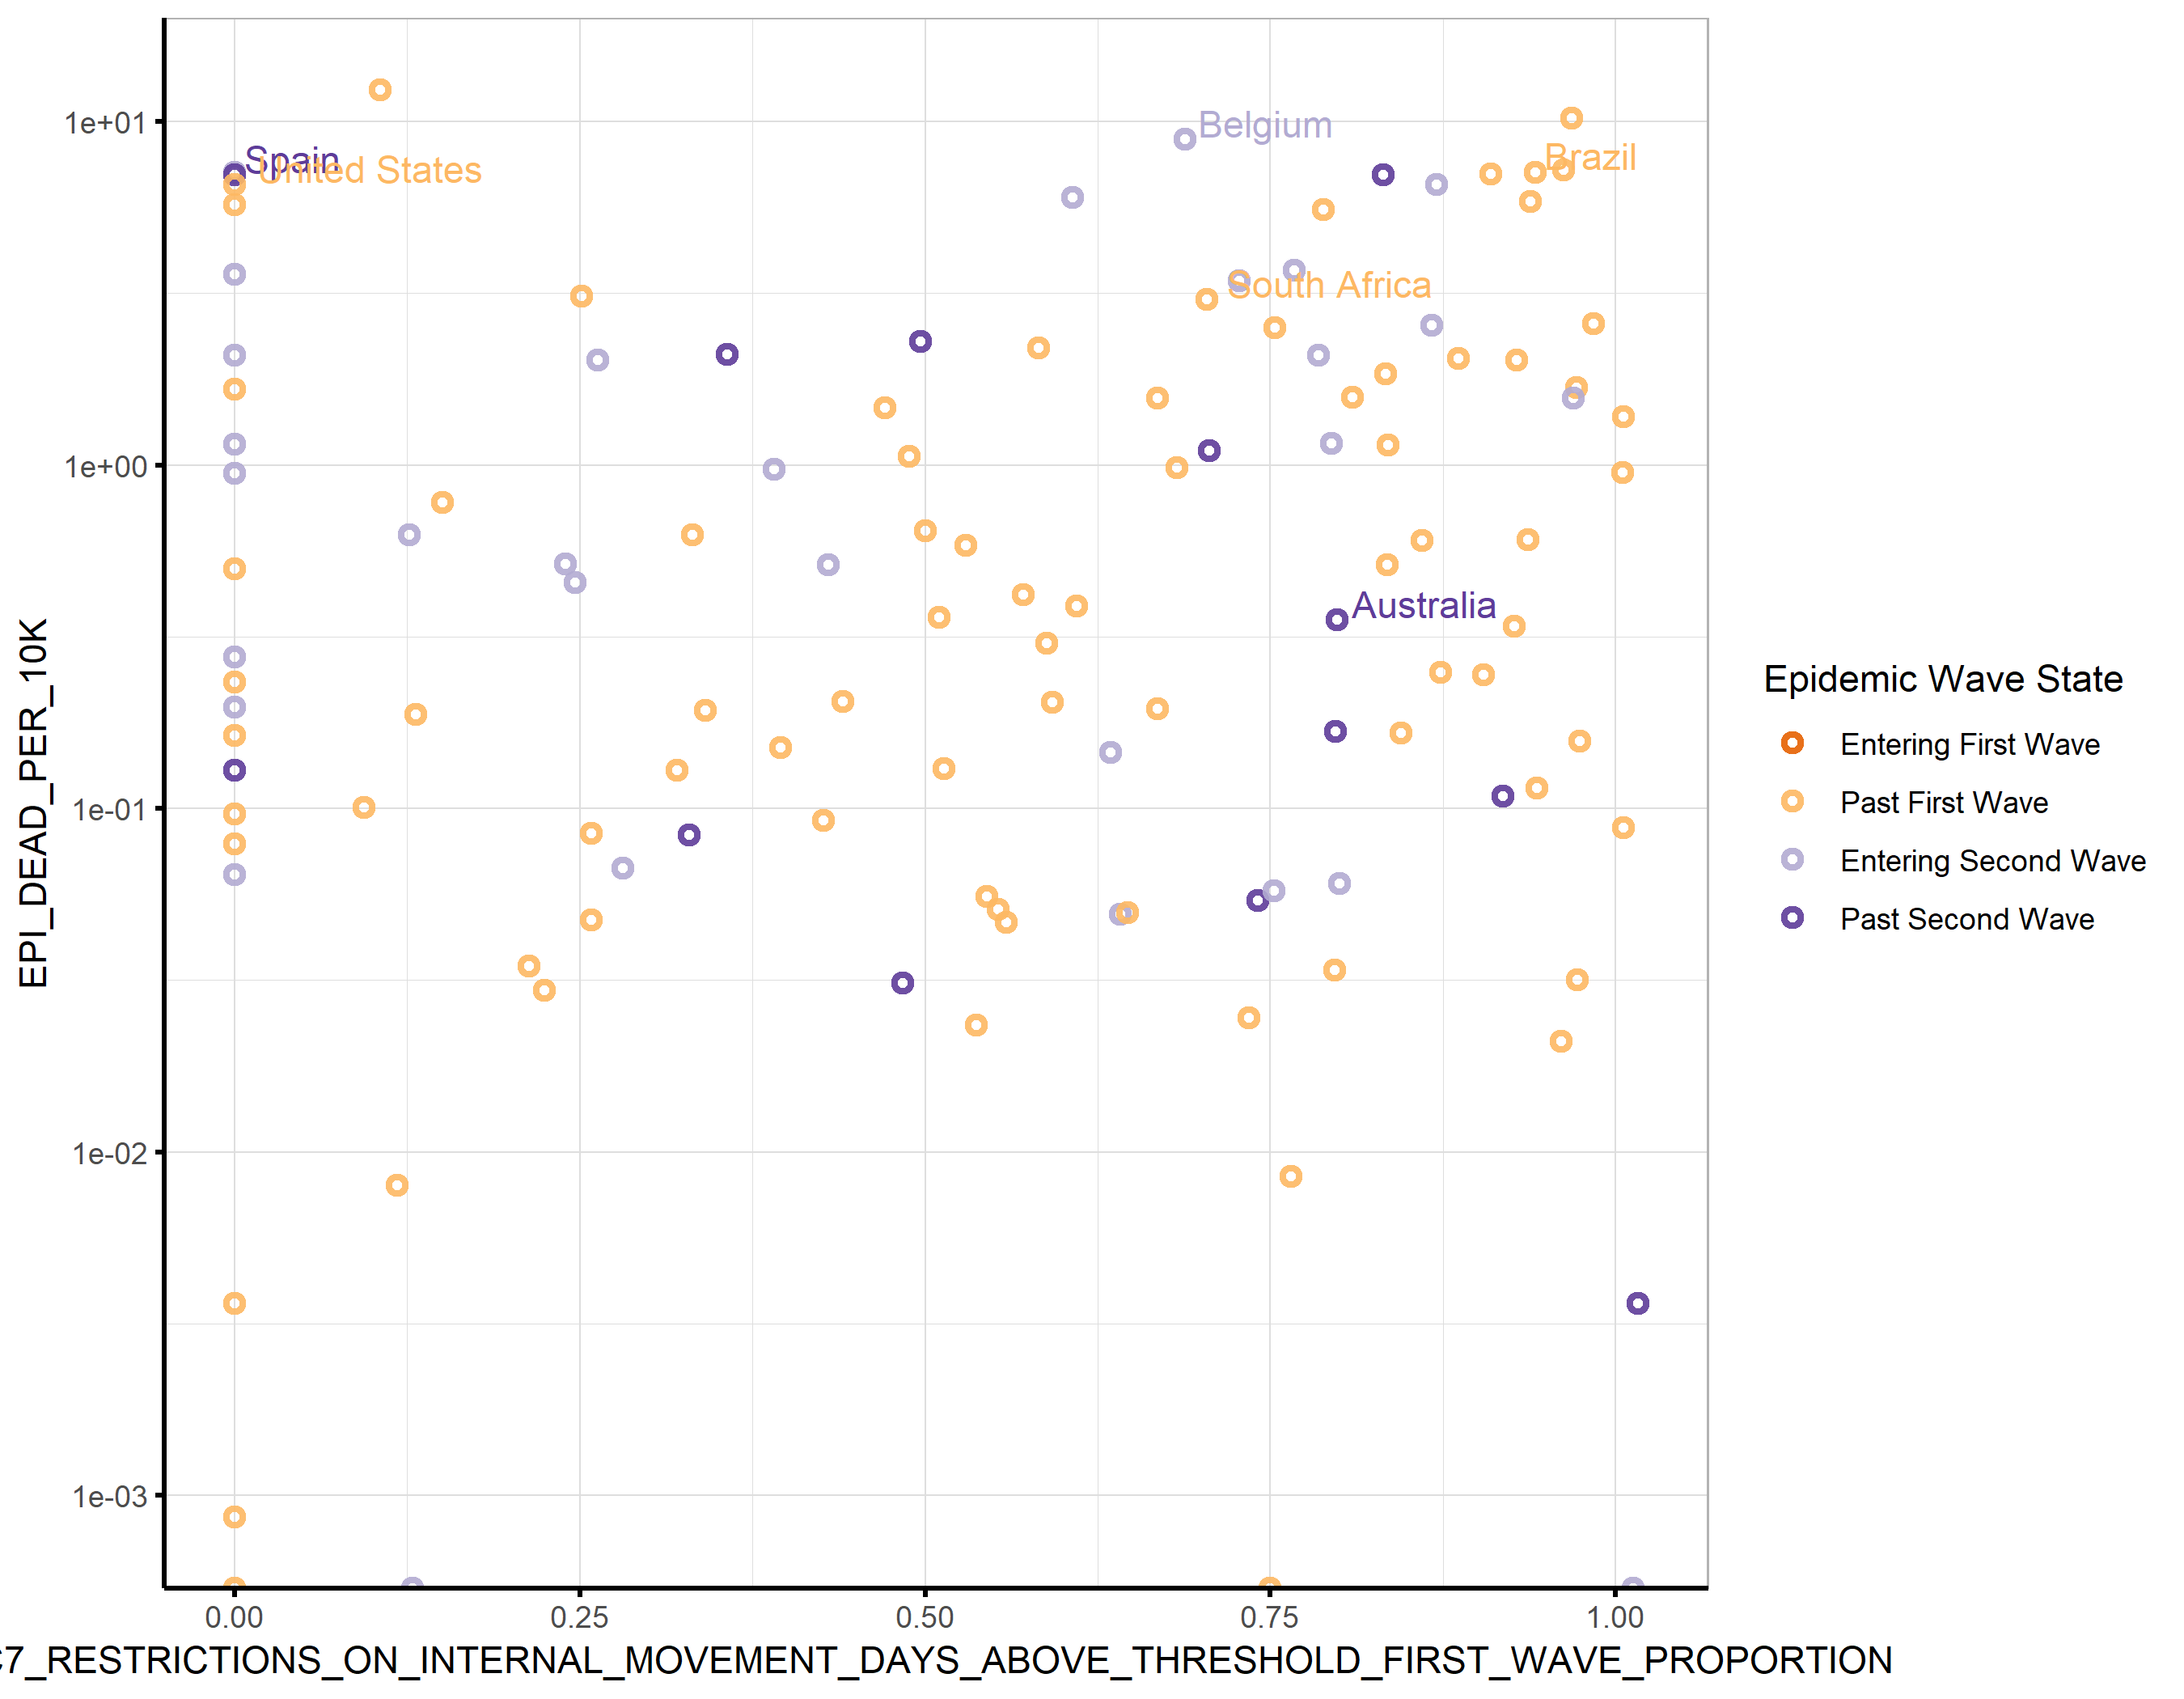 1e+01
1e+00
1e-01
1e-02
1e-03
EPI_DEAD_PER_10K
Spain
United States
Belgium
Brazil
South Africa
Australia
Epidemic Wave State
Entering First Wave
Past First Wave
Entering Second Wave
Past Second Wave
0.00 0.25 0.50 0.75 1.00
7_RESTRICTIONS_ON_INTERNAL_MOVEMENT_DAYS_ABOVE_THRESHOLD_FIRST_WAVE_PROPORTION